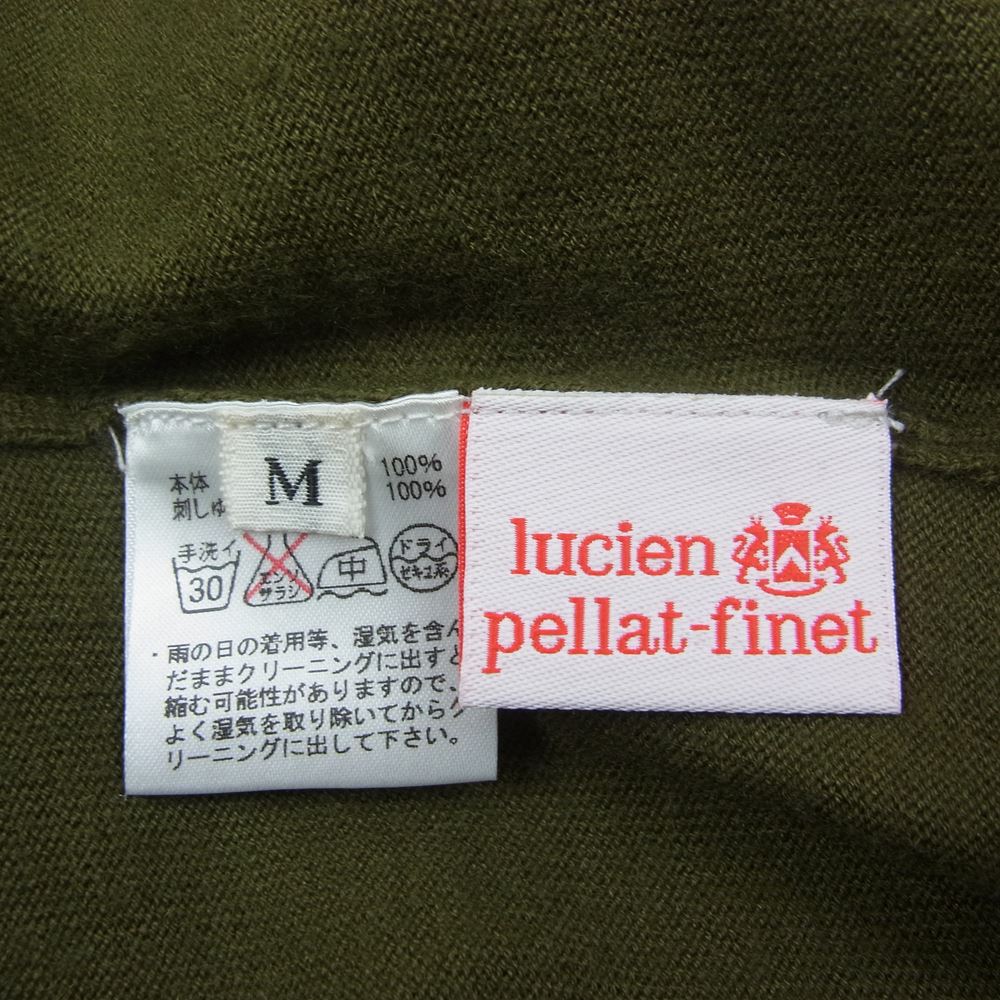 M
本体 100%
刺しゅ 100%
手洗イ
30
エンソ
サラシ
中
ドライ
セキユ系
・雨の日の着用等、湿気を含ん
だままクリーニングに出すと
縮む可能性がありますので、
よく湿気を取り除いてからク
リーニングに出して下さい。
lucien
pellat-finet